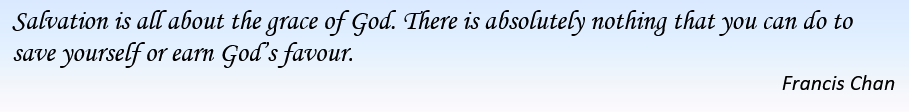 Salvation is all about the grace of God. There is absolutely nothing that you can do to
save yourself or earn God's favour.
Francis Chan